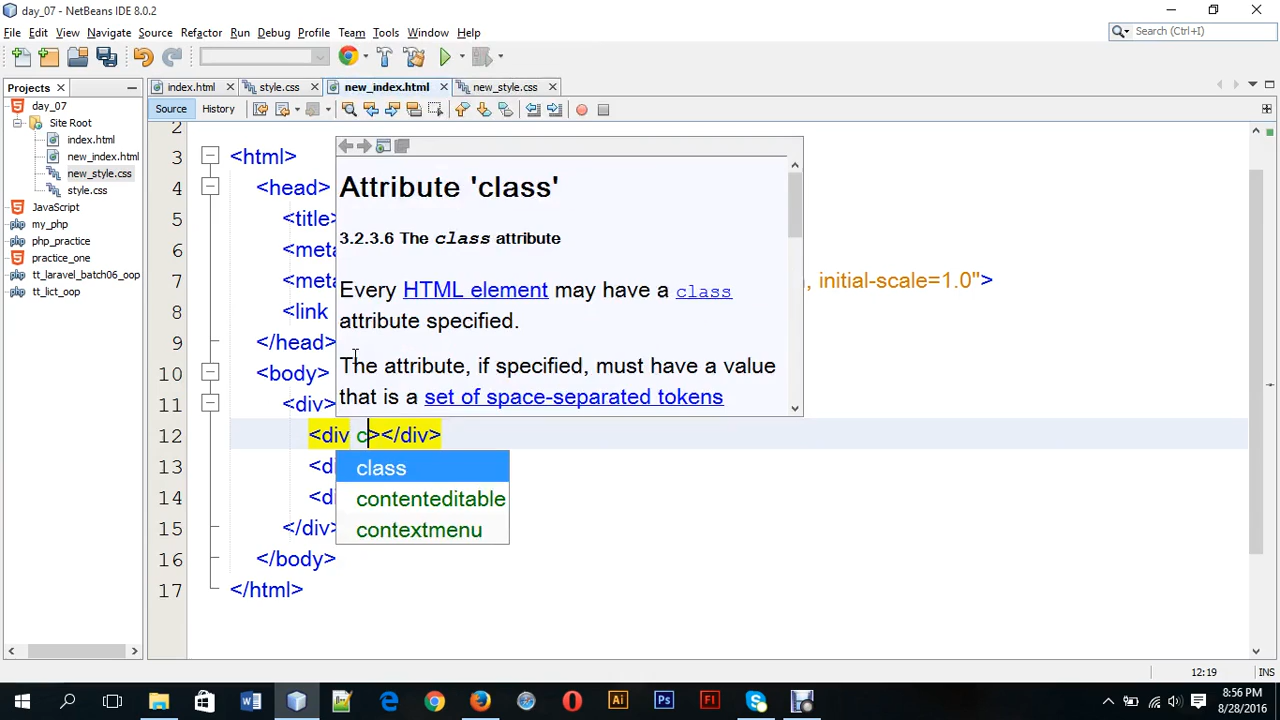 day_07 - NetBeans IDE 8.0.2
File Edit View Navigate Source Refactor Run Debug Profile Team Tools Window Help
Search (Ctrl+I)
Projects
index.html style.css new_index.html new_style.css
Source History
day_07
Site Root
index.html
new_index.html
new_style.css
style.css
JavaScript
my_php
php_practice
practice_one
tt_laravel_batch06_oop
tt_lict_oop
2
3 <html>
4 <head>
5 <title>
6 <meta
7 <meta , initial-scale=1.0">
8 <link
9 </head>
10 <body>
11 <div>
12 <div c></div>
13 <di
14 <di
15 </div>
16 </body>
17 </html>
Attribute 'class'
3.2.3.6 The class attribute
Every HTML element may have a class
attribute specified.
The attribute, if specified, must have a value
that is a set of space-separated tokens
class
contenteditable
contextmenu
12:19 INS
8:56 PM
8/28/2016